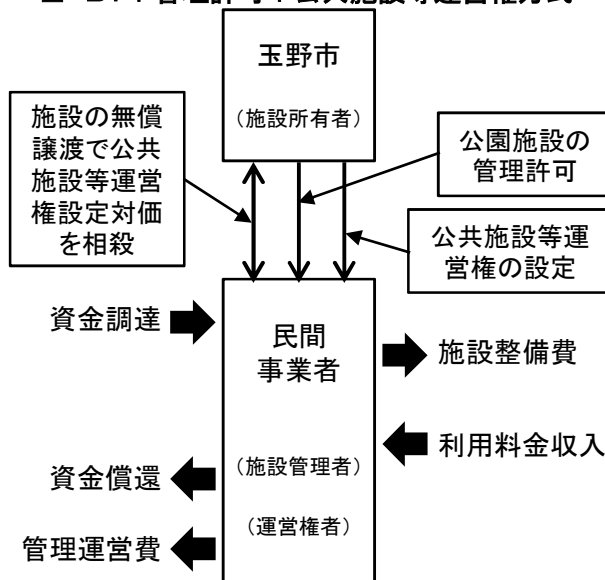 玉野市
（施設所有者）
施設の無償
譲渡で公共
施設等運営
権設定対価
を相殺
公園施設の
管理許可
公共施設等運
営権の設定
資金調達
民間
事業者
施設整備費
利用料金収入
（施設管理者）
資金償還
（運営権者）
管理運営費